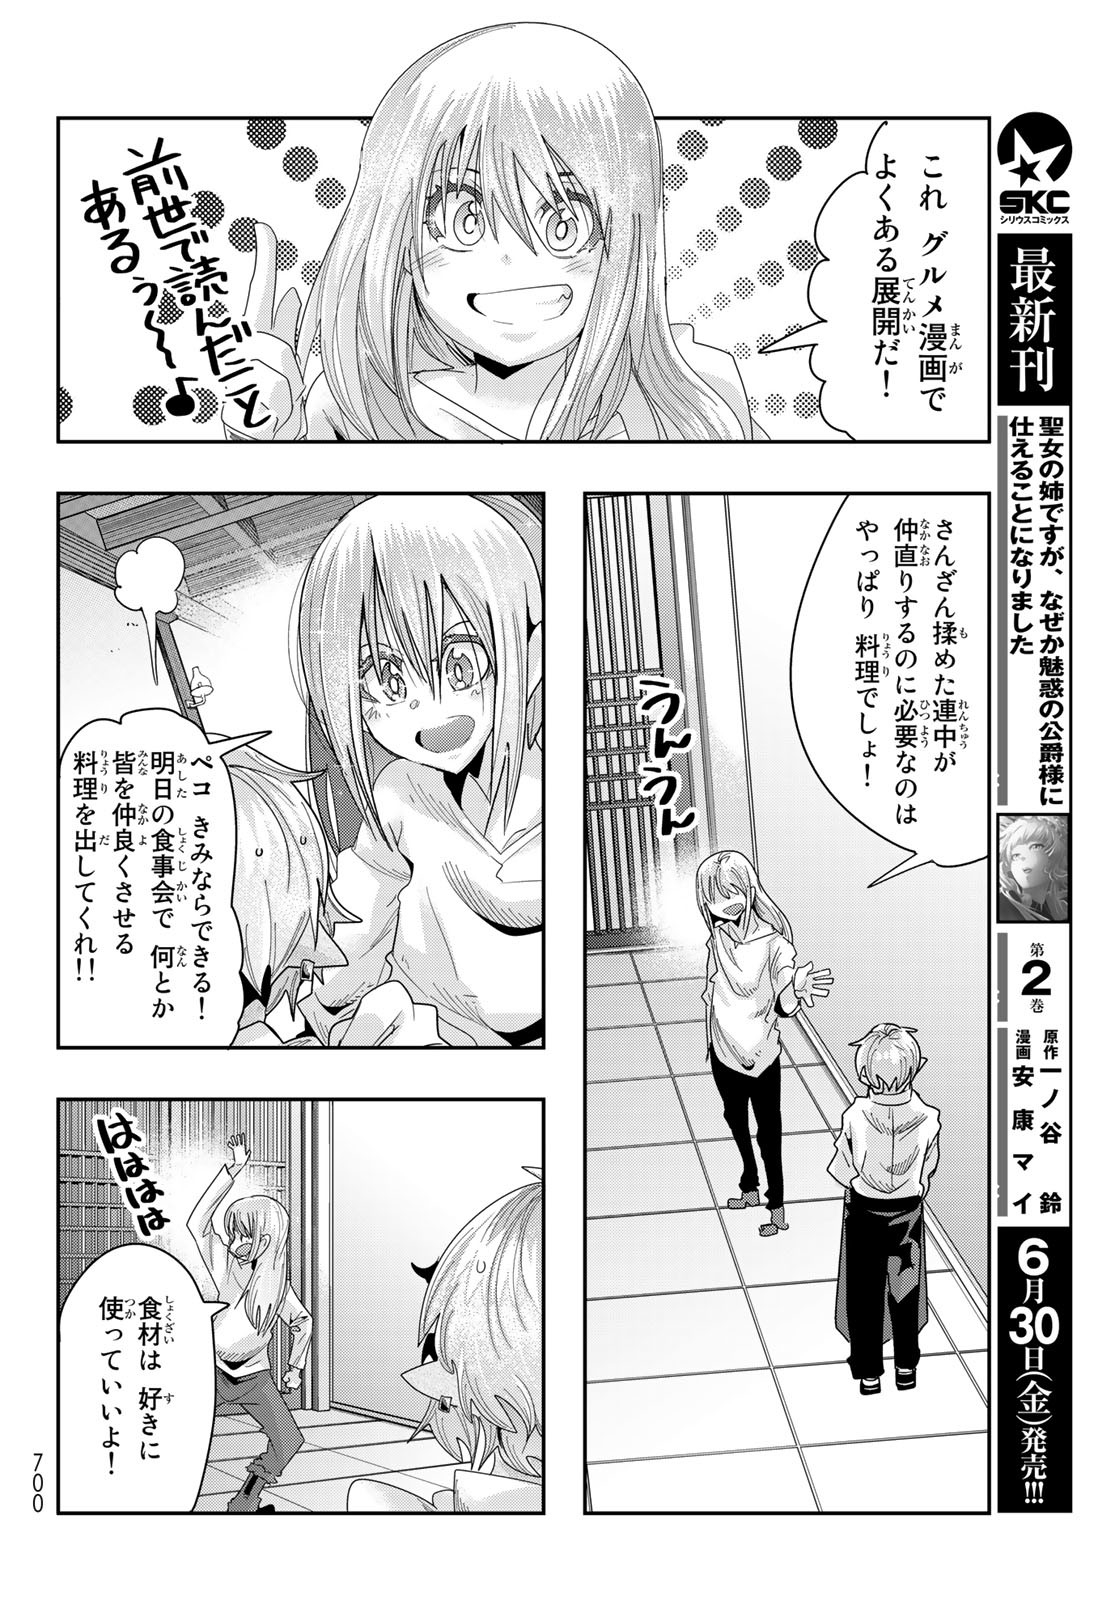 これ グルメ漫画で
よくある展開だ！
前世で読んだこと
あるぅ〜〜♪
さんざん揉めた連中が
仲直りするのに必要なのは
やっぱり 料理でしょ！
うんうん
ペコ きみならできる！
明日の食事会で 何とか
皆を仲良くさせる
料理を出してくれ！！
はははは
食材は 好きに
使っていいよ！
700
SKC
シリウスコミックス
最新刊
聖女の姉ですが、なぜか魅惑の公爵様に
仕えることになりました
第2巻
原作 一ノ谷 鈴
漫画 安康マイ
6月30日(金)発売!!!